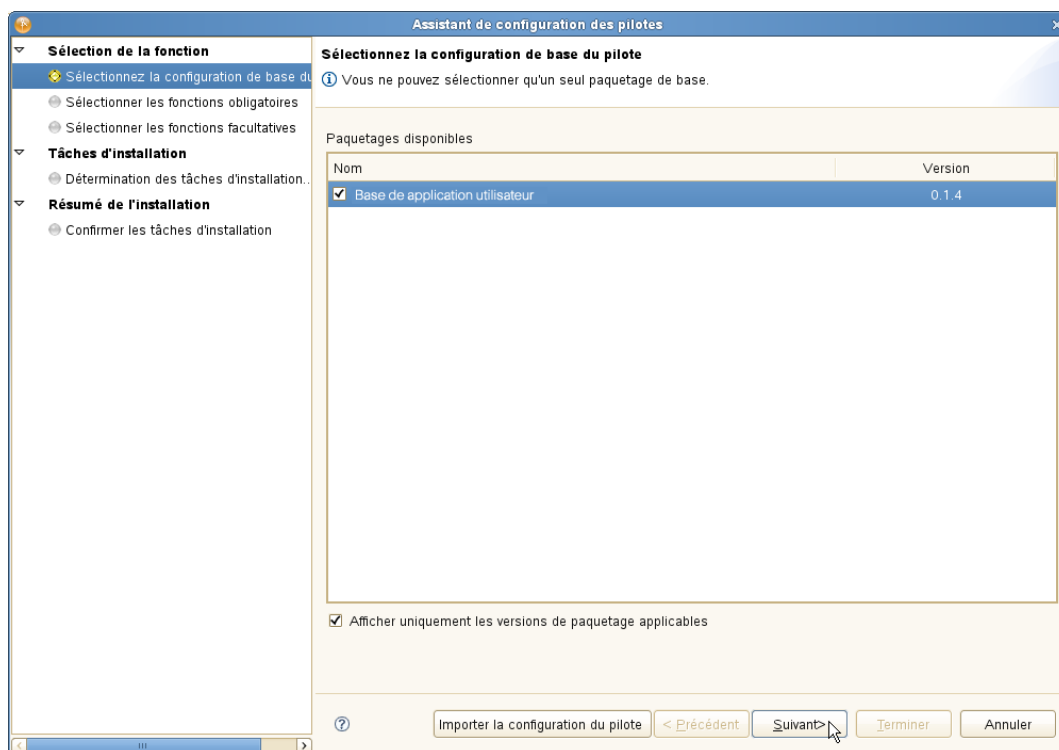 Assistant de configuration des pilotes
Sélection de la fonction
Sélectionnez la configuration de base du
Sélectionner les fonctions obligatoires
Sélectionner les fonctions facultatives
Tâches d'installation
Détermination des tâches d'installation..
Résumé de l'installation
Confirmer les tâches d'installation
Sélectionnez la configuration de base du pilote
Vous ne pouvez sélectionner qu'un seul paquetage de base.
Paquetages disponibles
Nom Version
Base de application utilisateur 0.1.4
Afficher uniquement les versions de paquetage applicables
Importer la configuration du pilote < Précédent Suivant> Terminer Annuler